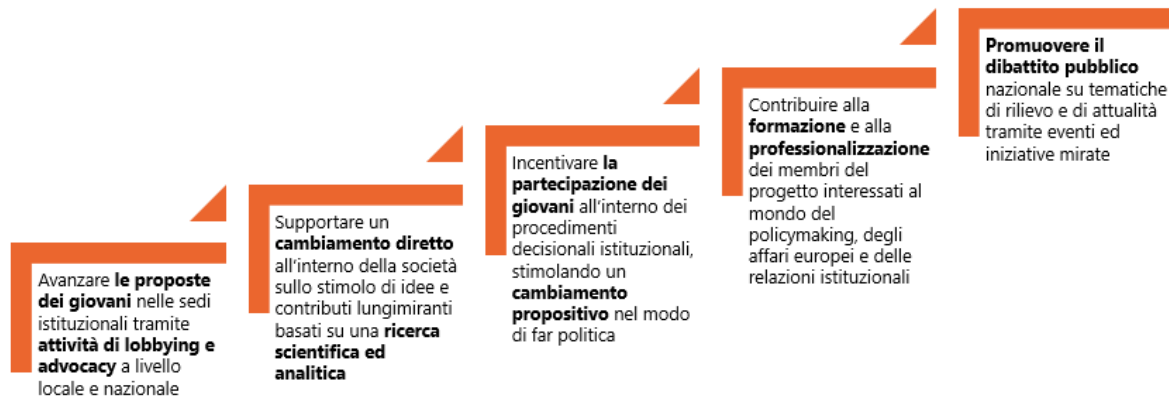 Avanzare le proposte
dei giovani nelle sedi
istituzionali tramite
attività di lobbying e
advocacy a livello
locale e nazionale
Supportare un
cambiamento diretto
all'interno della società
sullo stimolo di idee e
contributi lungimiranti
basati su una ricerca
scientifica ed
analitica
Incentivare la
partecipazione dei
giovani all'interno dei
procedimenti
decisionali istituzionali,
stimolando un
cambiamento
propositivo nel modo
di far politica
Contribuire alla
formazione e alla
professionalizzazione
dei membri del
progetto interessati al
mondo del
policymaking, degli
affari europei e delle
relazioni istituzionali
Promuovere il
dibattito pubblico
nazionale su tematiche
di rilievo e di attualità
tramite eventi ed
iniziative mirate